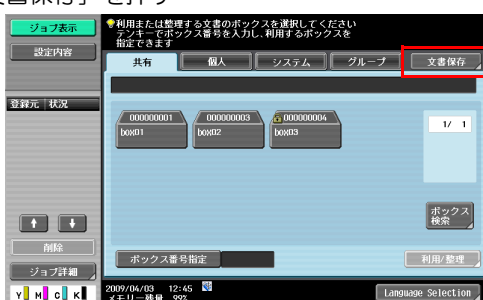 文書保存」を押す
ジョブ表示
設定内容
利用または整理する文書のボックスを選択してください
テンキーでボックス番号を入力し、利用するボックスを
指定できます
共有
個人
システム
グループ
文書保存
登録元 状況
000000001
box01
000000003
box02
000000004
box03
1/ 1
ボックス
検索
削除
ジョブ詳細
ボックス番号指定
利用/整理
Y M C K
2009/04/03 12:45
メモリー残量 99%
Language Selection